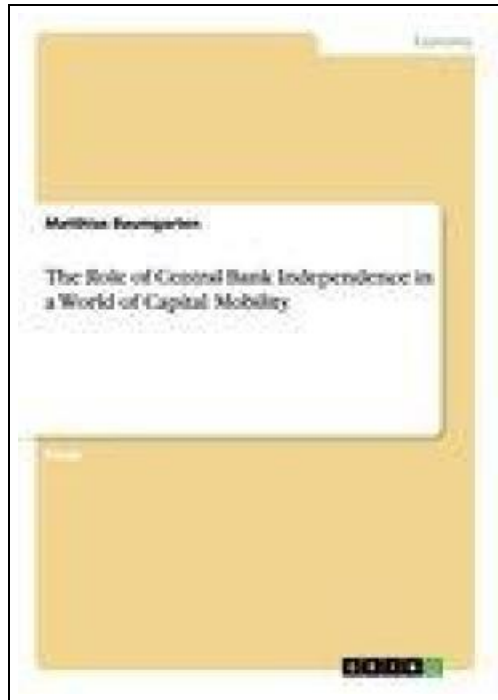 Matthias Baumgarten
The Role of Central Bank Independence in
a World of Capital Mobility